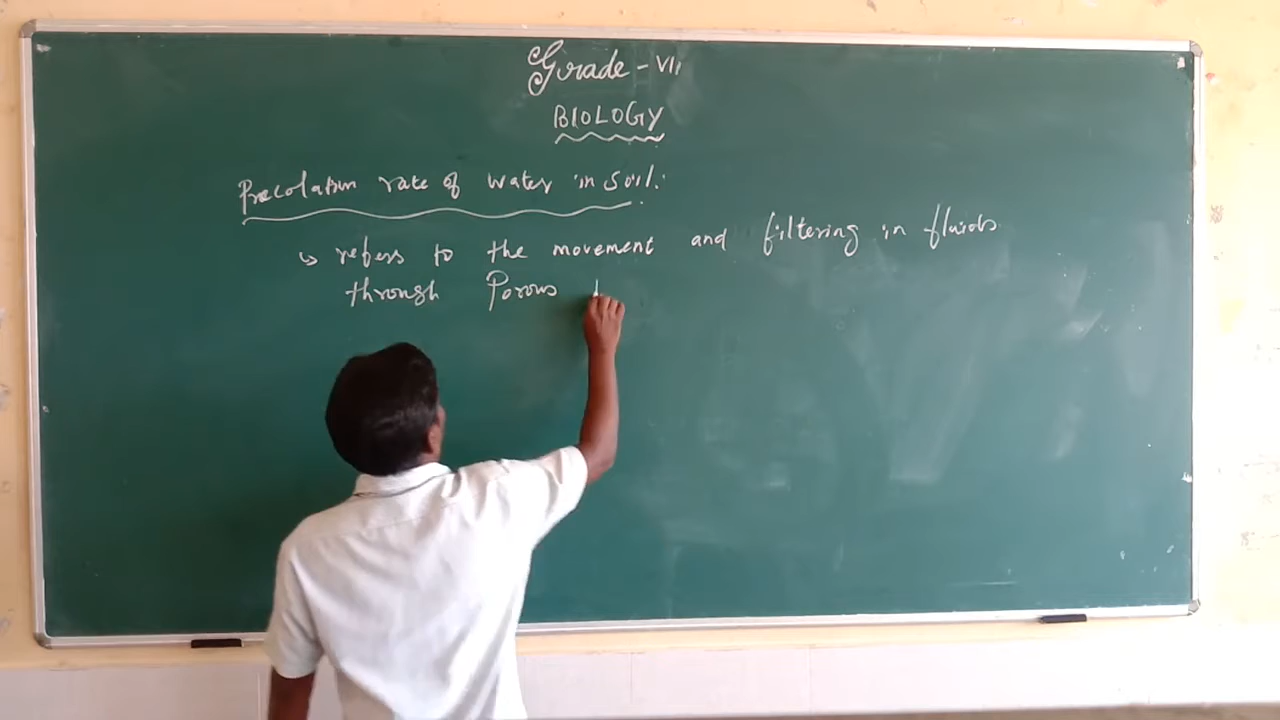 Grade - VII
BIOLOGY
Precolation rate of water in soil.
↳ refers to the movement and filtering in fluids
through Porous